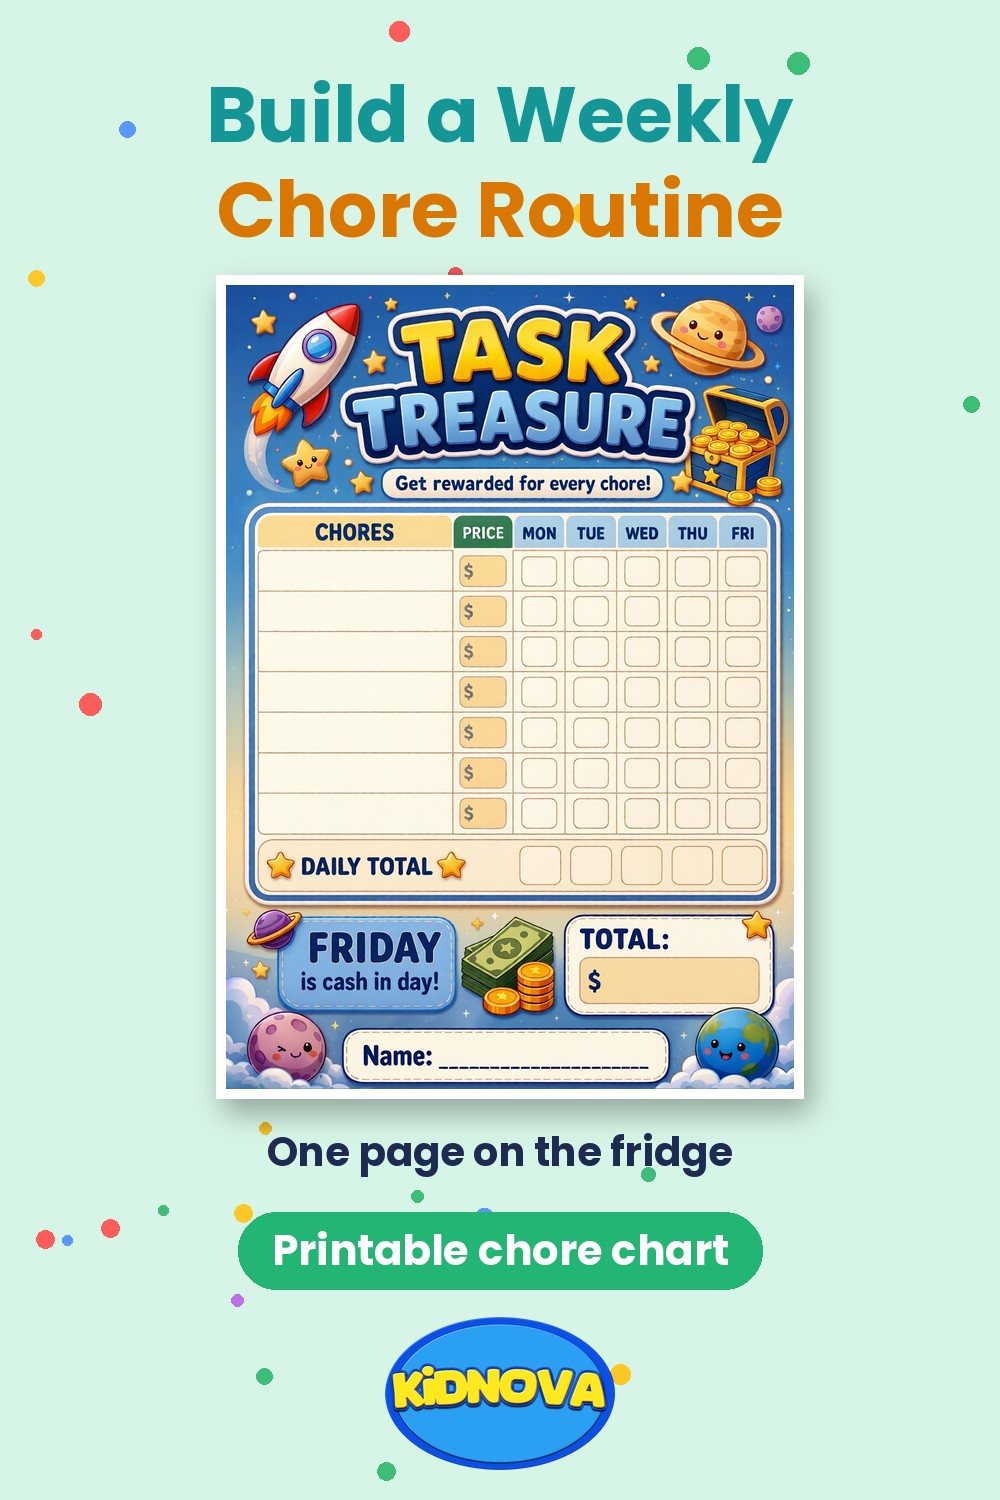 Build a Weekly
Chore Routine
TASK
TREASURE
Get rewarded for every chore!
CHORES PRICE MON TUE WED THU FRI
$
$
$
$
$
$
$
DAILY TOTAL
FRIDAY
is cash in day!
TOTAL:
$
Name: ____________________
One page on the fridge
Printable chore chart
KiDNOVA